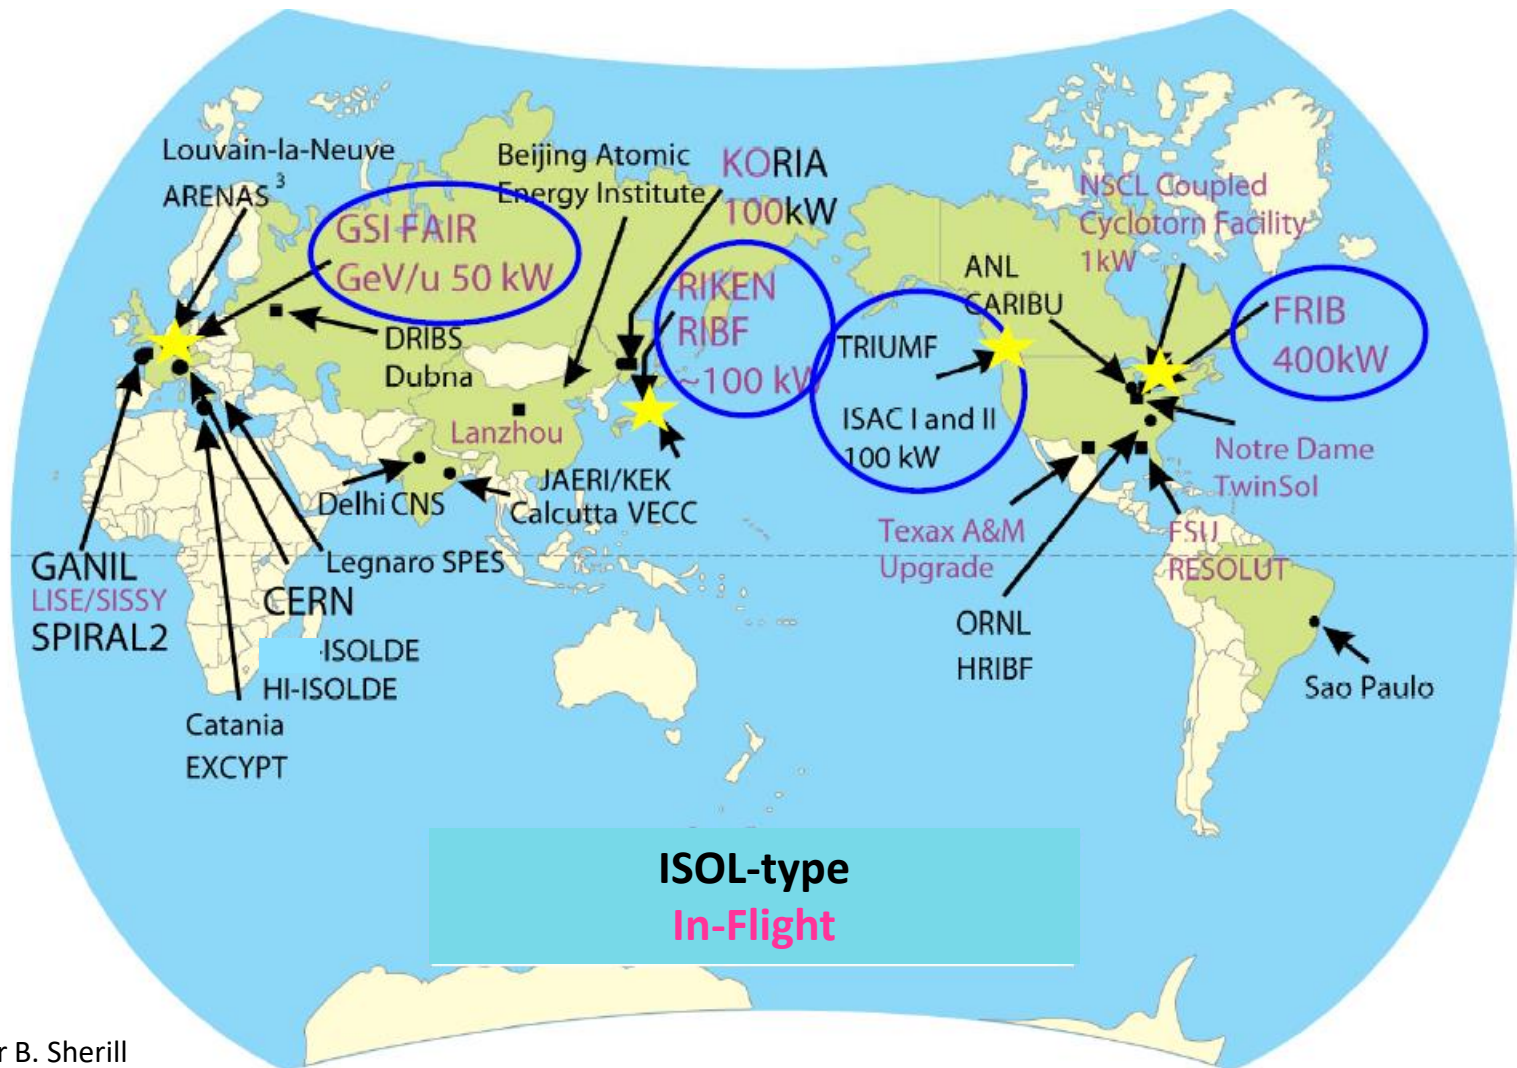 Louvain-la-Neuve
ARENAS 3
GSI FAIR
GeV/u 50 kW
DRIBS
Dubna
Beijing Atomic
Energy Institute
KORIA
100kW
RIKEN
RIBF
~100 kW
TRIUMF
ISAC I and II
100 kW
ANL
CARIBU
NSCL Coupled
Cyclotorn Facility
1kW
FRIB
400kW
Lanzhou
JAERI/KEK
Delhi CNS
Calcutta VECC
Notre Dame
TwinSol
Texax A&M
Upgrade
FSU
RESOLUT
GANIL
LISE/SISSY
SPIRAL2
Legnaro SPES
CERN
-ISOLDE
HI-ISOLDE
Catania
EXCYPT
ORNL
HRIBF
Sao Paulo
ISOL-type
In-Flight
r B. Sherill